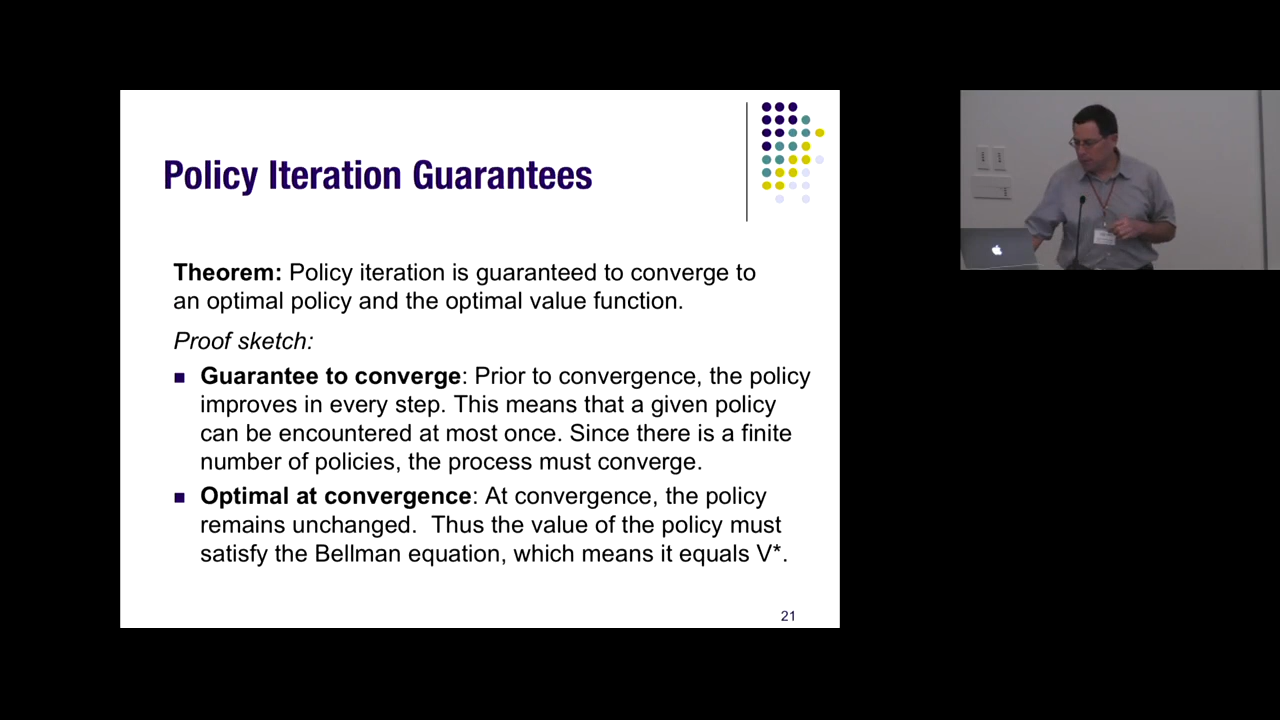 Policy Iteration Guarantees
Theorem: Policy iteration is guaranteed to converge to
an optimal policy and the optimal value function.
Proof sketch:
■ Guarantee to converge: Prior to convergence, the policy
improves in every step. This means that a given policy
can be encountered at most once. Since there is a finite
number of policies, the process must converge.
■ Optimal at convergence: At convergence, the policy
remains unchanged.  Thus the value of the policy must
satisfy the Bellman equation, which means it equals V*.
21